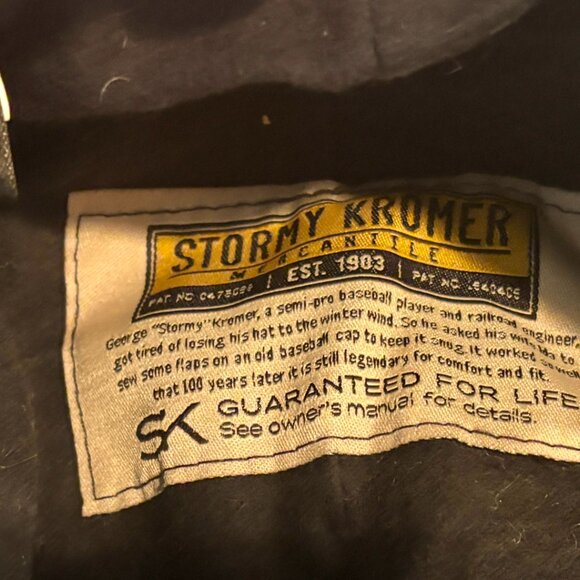 STORMY KROMER
MERCANTILE
PAT NO EST. 1903 PAT NO
George "Stormy" Kromer, a semi-pro baseball player and railroad engineer,
got tired of losing his hat to the winter wind. So he asked his wife, Ida to
sew some flaps on an old baseball cap to keep it snug. It worked so well
that 100 years later it is still legendary for comfort and fit.
SK GUARANTEED FOR LIFE
See owner's manual for details.